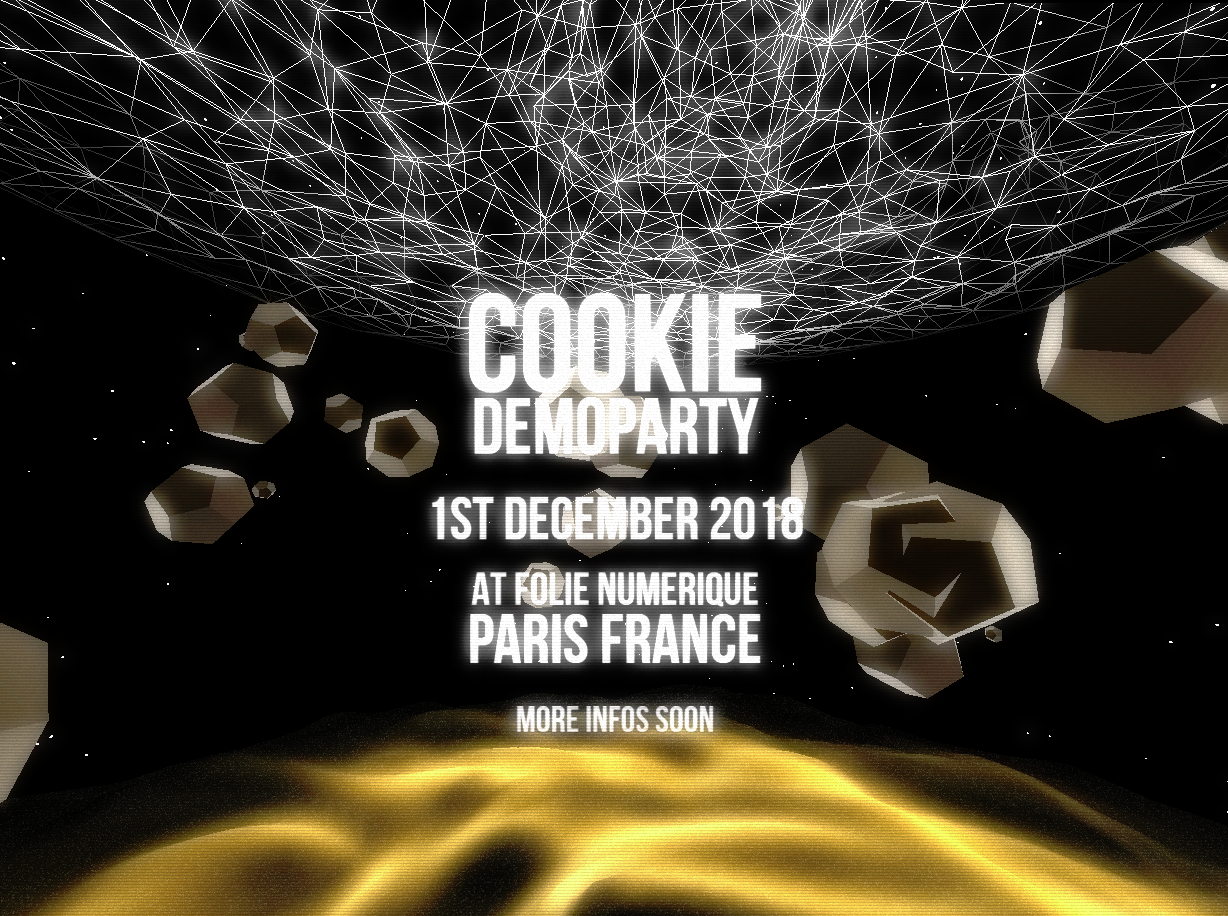 COOKIE
DEMOPARTY
1ST DECEMBER 2018
AT FOLIE NUMERIQUE
PARIS FRANCE
MORE INFOS SOON